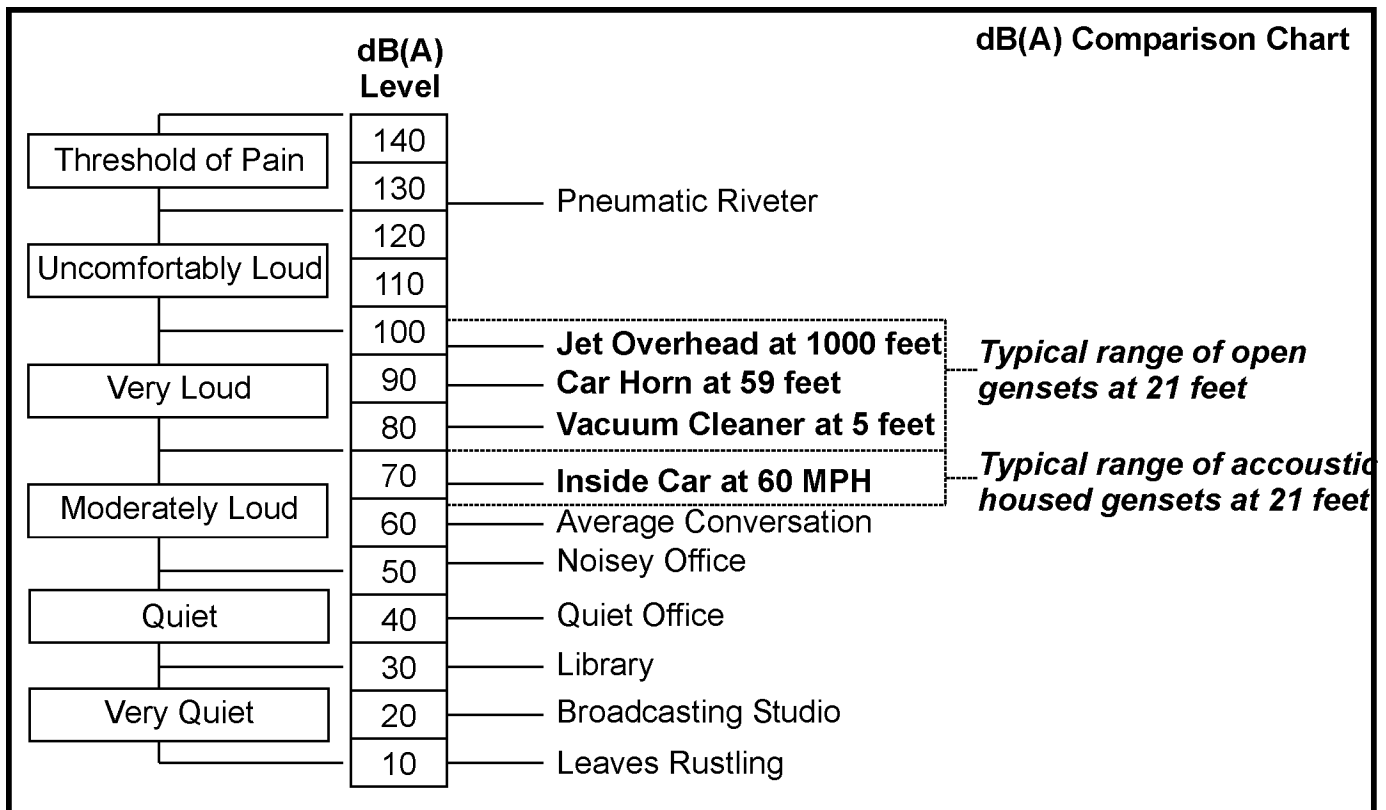 dB(A) Comparison Chart
dB(A)
Level
140
130
120
110
100
90
80
70
60
50
40
30
20
10
Threshold of Pain
Uncomfortably Loud
Very Loud
Moderately Loud
Quiet
Very Quiet
Pneumatic Riveter
Jet Overhead at 1000 feet
Car Horn at 59 feet
Vacuum Cleaner at 5 feet
Inside Car at 60 MPH
Average Conversation
Noisey Office
Quiet Office
Library
Broadcasting Studio
Leaves Rustling
Typical range of open
gensets at 21 feet
Typical range of accoustic
housed gensets at 21 feet